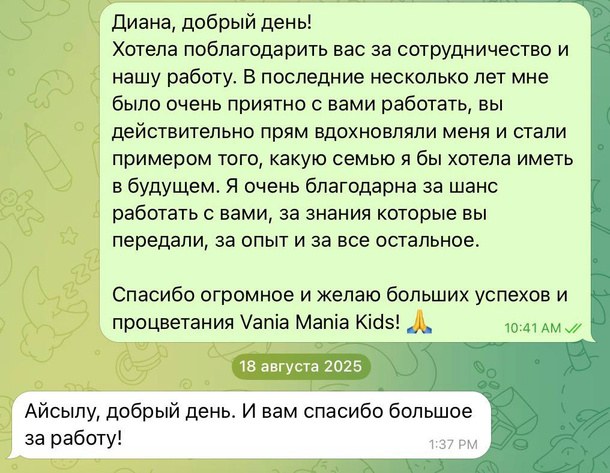 Диана, добрый день!
Хотела поблагодарить вас за сотрудничество и
нашу работу. В последние несколько лет мне
было очень приятно с вами работать, вы
действительно прям вдохновляли меня и стали
примером того, какую семью я бы хотела иметь
в будущем. Я очень благодарна за шанс
работать с вами, за знания которые вы
передали, за опыт и за все остальное.
Спасибо огромное и желаю больших успехов и
процветания Vania Mania Kids! 🙏
10:41 AM
18 августа 2025
Айсылу, добрый день. И вам спасибо большое
за работу!
1:37 PM